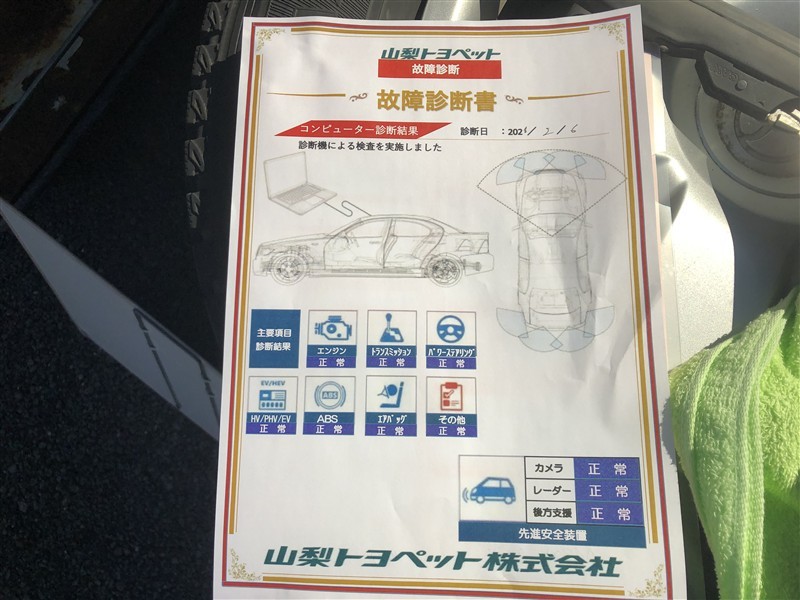 山梨トヨペット
故障診断
故障診断書
コンピューター診断結果
診断日 : 202 / 2 / 6
診断機による検査を実施しました
主要項目
診断結果
エンジン
正常
トランスミッション
正常
パワーステアリング
正常
EV/HEV
HV/PHV/EV
正常
ABS
ABS
正常
エアバッグ
正常
その他
正常
カメラ 正常
レーダー 正常
後方支援 正常
先進安全装置
山梨トヨペット株式会社